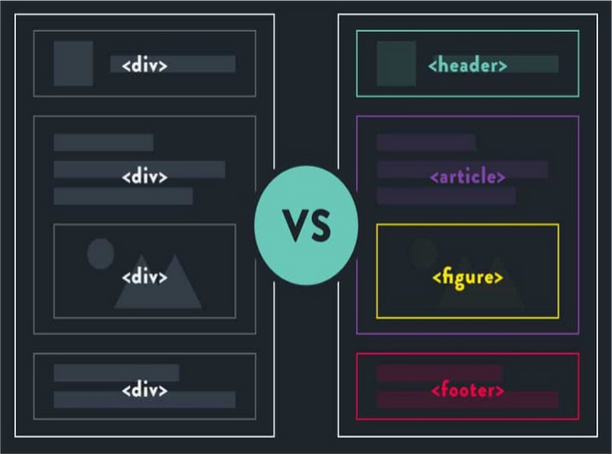 <div>
<div>
<div>
<div>
VS
<header>
<article>
<figure>
<footer>